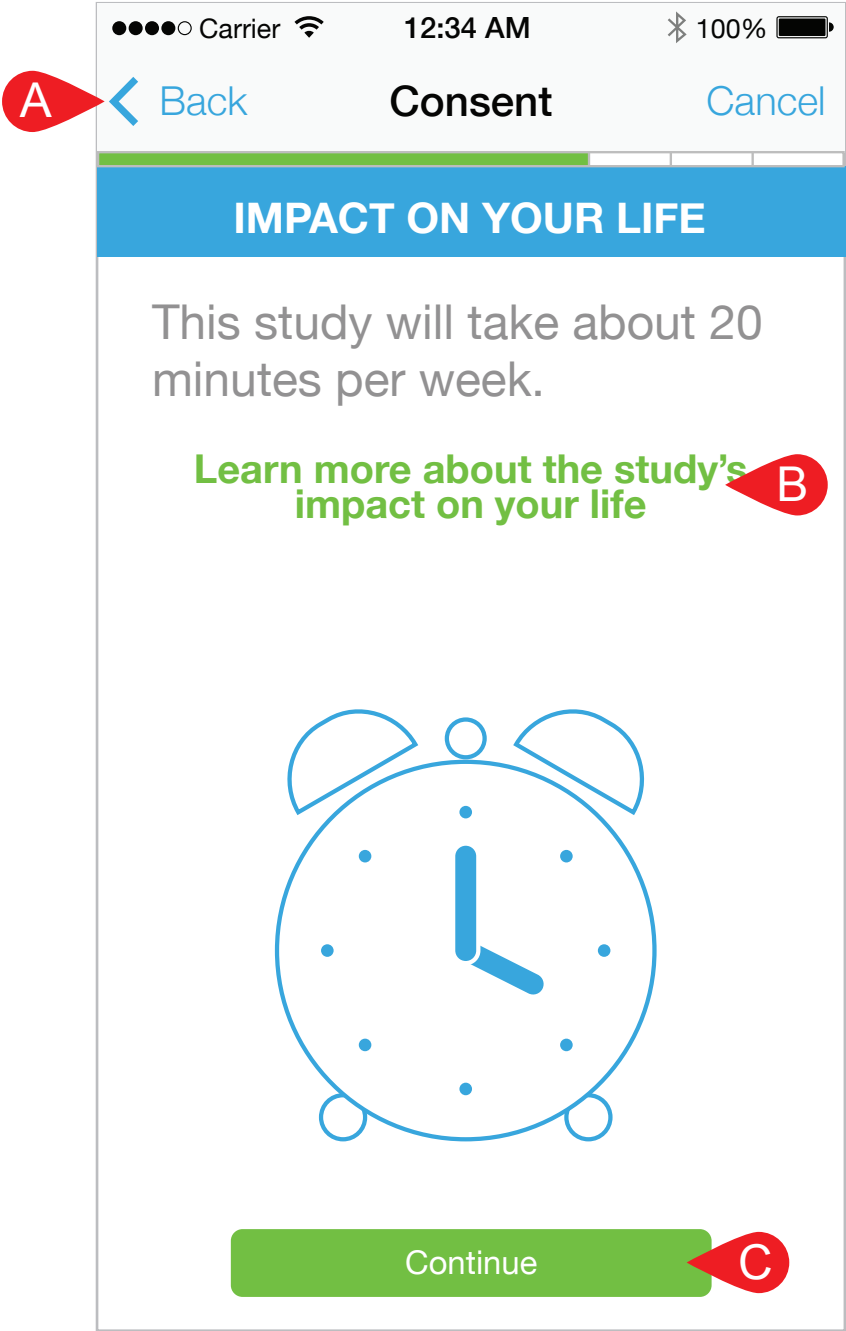 Carrier 12:34 AM 100%
A Back Consent Cancel
IMPACT ON YOUR LIFE
This study will take about 20
minutes per week.
Learn more about the study’s
impact on your life
B
Continue C